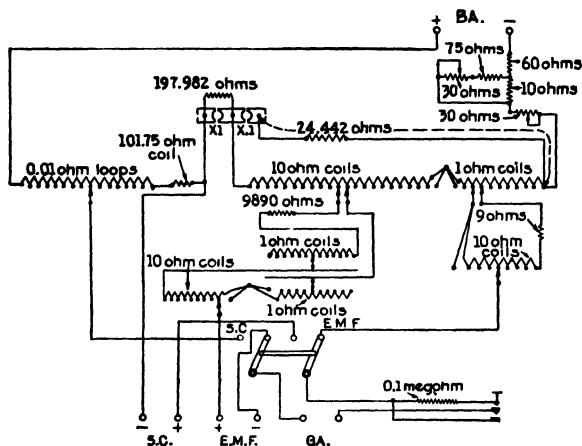 + BA. −
75 ohms
60 ohms
10 ohms
30 ohms
30 ohms
197.982 ohms
X1 X.1
24.442 ohms
101.75 ohm
coil
0.01 ohm loops
10 ohm coils
1 ohm coils
9890 ohms
1 ohm coils
9 ohms
10 ohm
coils
10 ohm coils
1 ohm coils
S.C
E.M.F
0.1 megohm
− + + −
S.C. E.M.F. GA.